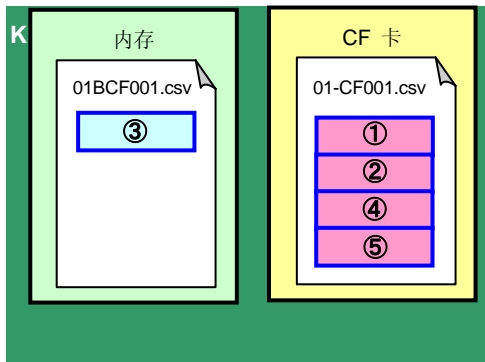 K
内存
01BCF001.csv
③
CF 卡
01-CF001.csv
①
②
④
⑤